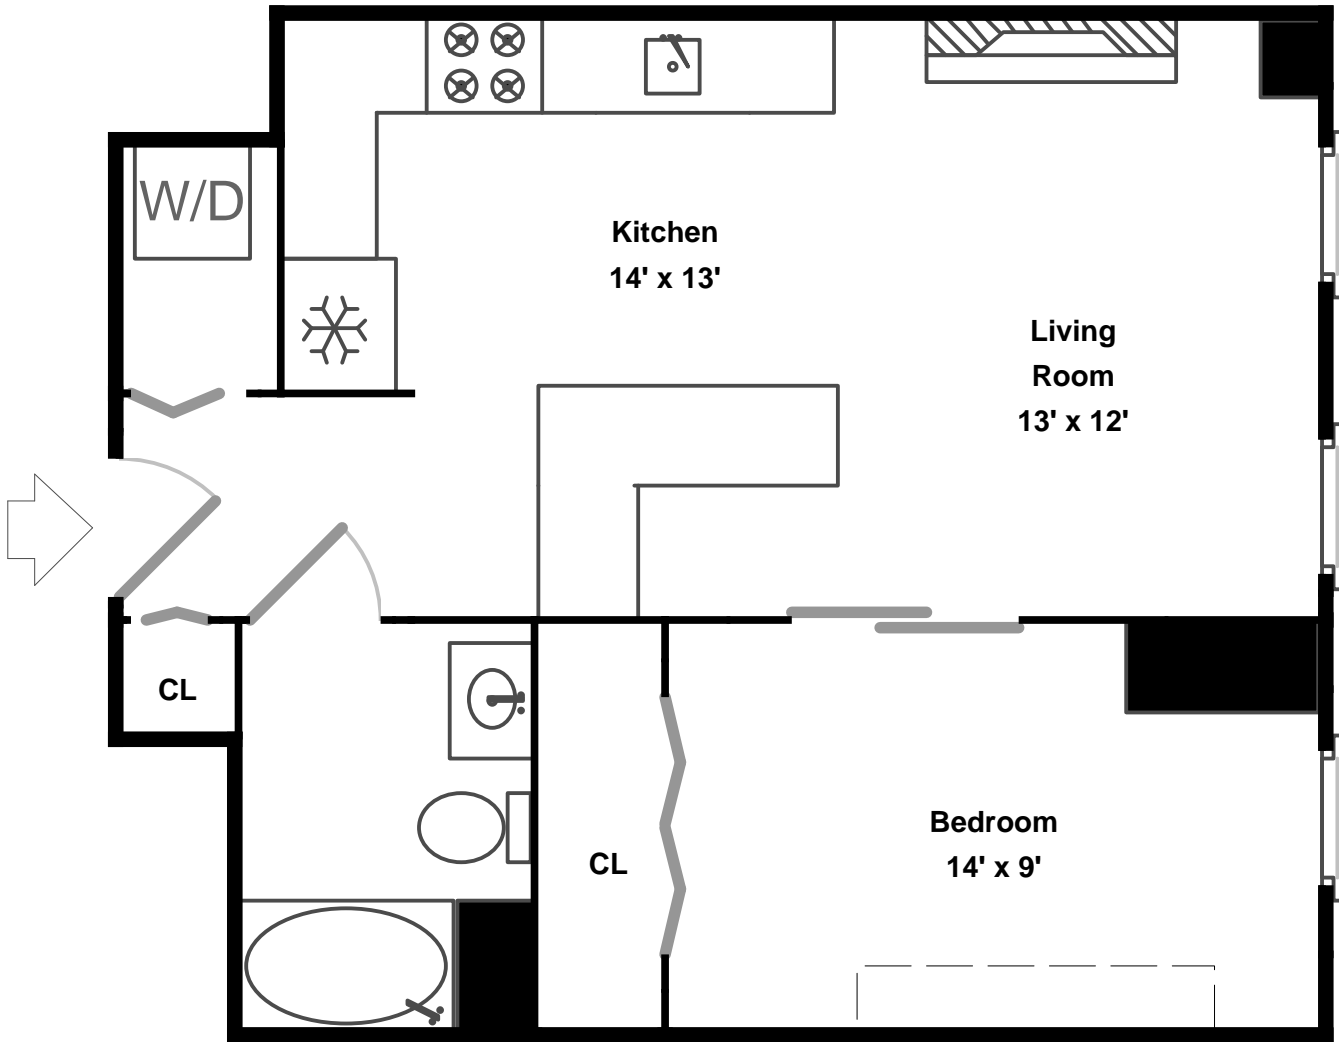 W/D
Kitchen
14' x 13'
Living
Room
13' x 12'
CL
Bedroom
14' x 9'
CL